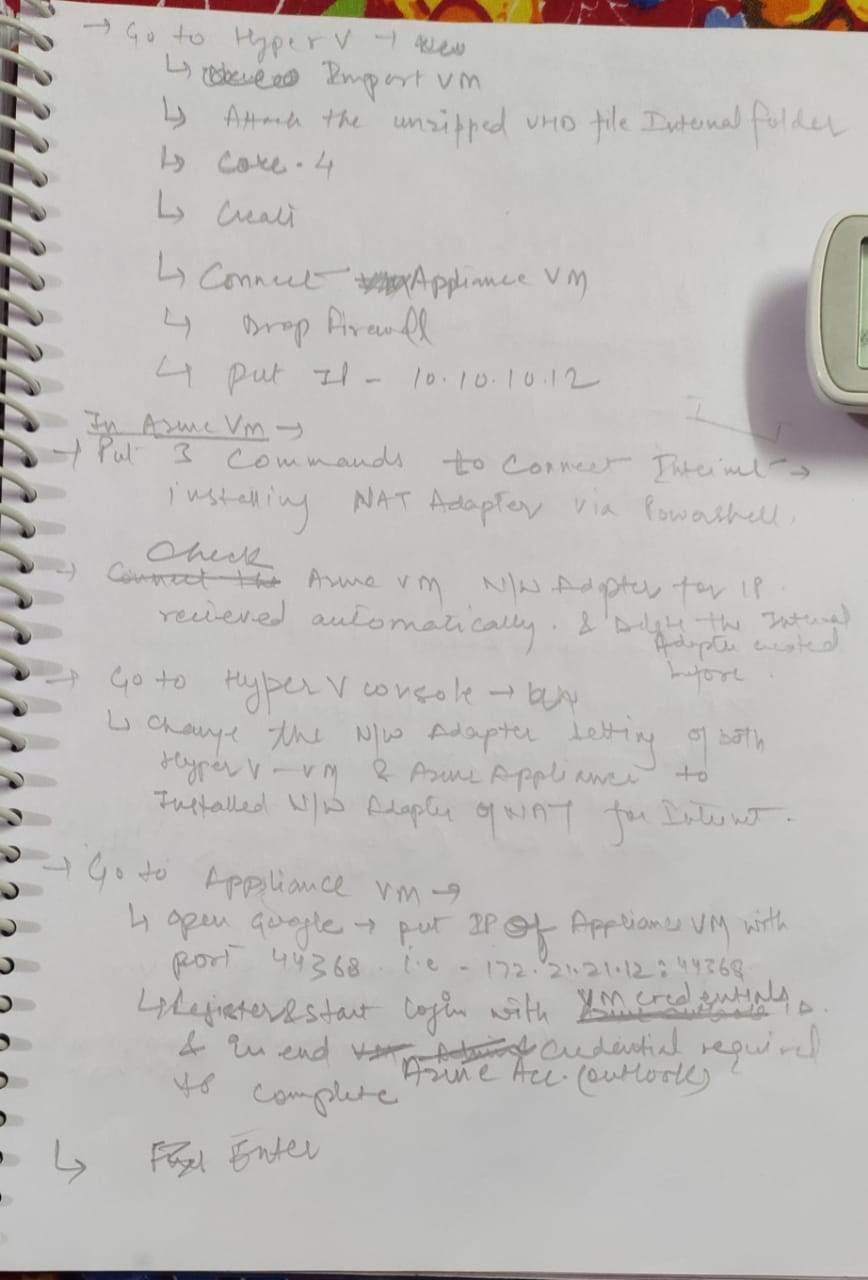 → Go to Hyper V → New
↳ Import VM
↳ Attach the unzipped VHD file Internal folder
↳ Core - 4
↳ Create
↳ Connect Appliance VM
↳ Drop firewall
↳ put IP - 10.10.10.12
In Azure VM →
→ Put 3 Commands to Connect Internet →
installing NAT Adapter via Powershell.
Check
→ Connect the Azure VM N/W Adapter for IP
recieved automatically. & Delete the Internal
Adapter created
before.
→ Go to Hyper V console →
↳ Change the N/W Adapter Setting of both
Hyper V - VM & Azure Appliance to
Installed N/W Adapter of NAT for Internet.
→ Go to Appliance VM →
↳ open google → put IP of Appliance VM with
port 44368 i.e - 172.21.21.12:44368
↳ Register & start login with VM credentials
& In end Credential required
to complete Azure Acc. (outlook)
↳ Enter